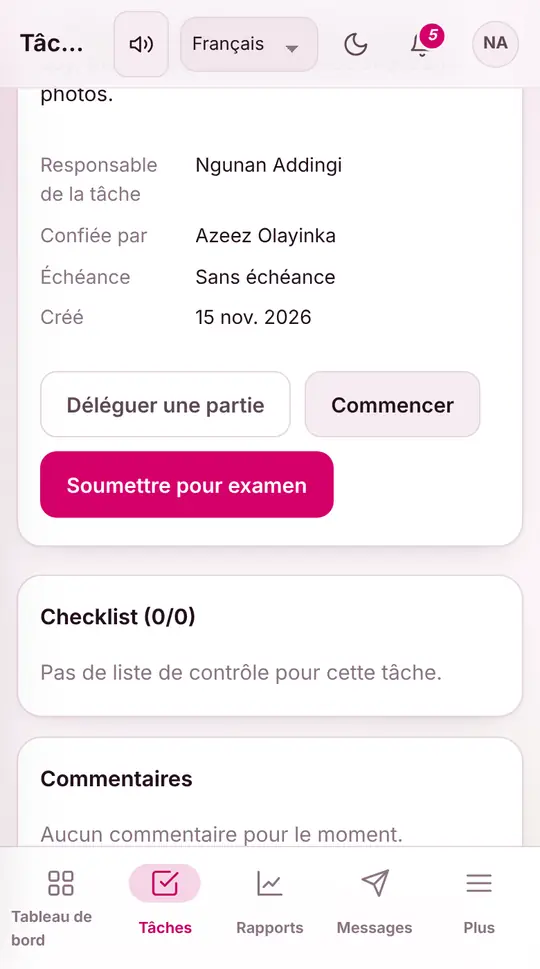 Tâc...
Français
5
NA
photos.
Responsable
de la tâche
Ngunan Addingi
Confiée par
Azeez Olayinka
Échéance
Sans échéance
Créé
15 nov. 2026
Déléguer une partie
Commencer
Soumettre pour examen
Checklist (0/0)
Pas de liste de contrôle pour cette tâche.
Commentaires
Aucun commentaire pour le moment.
Tableau de
bord
Tâches
Rapports
Messages
Plus